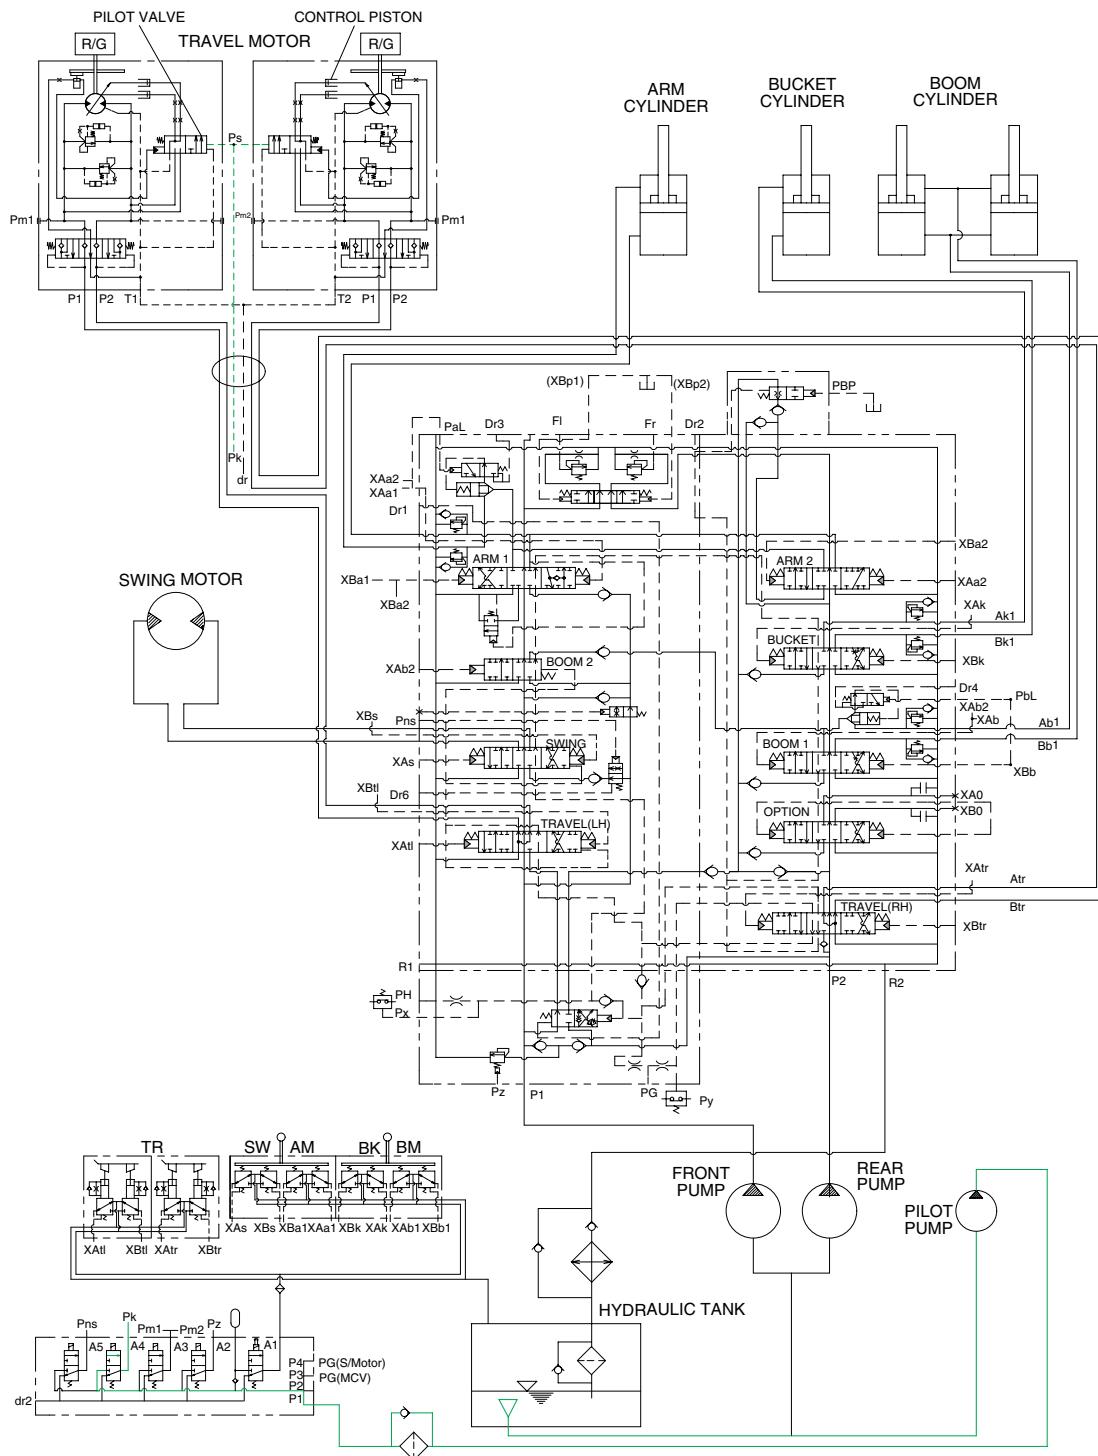 PILOT VALVE
CONTROL PISTON
R/G
TRAVEL MOTOR
R/G
ARM
CYLINDER
BUCKET
CYLINDER
BOOM
CYLINDER
Ps
Pm1
Pm2
Pm1
P1
P2
T1
T2
P1
P2
Pk
dr
(XBp1)
(XBp2)
PBP
PaL
Dr3
Fl
Fr
Dr2
XAa2
XAa1
Dr1
XBa2
ARM 1
ARM 2
XBa1
XBa2
XAa2
SWING MOTOR
XAk
Ak1
BUCKET
Bk1
BOOM 2
XAb2
XBk
Dr4
PbL
XAb2
XAb
XBs
Pns
Ab1
SWING
BOOM 1
Bb1
XAs
XBb
XBtl
Dr6
XA0
XB0
OPTION
TRAVEL(LH)
XAtl
XAtr
Atr
TRAVEL(RH)
Btr
XBtr
R1
P2
R2
PH
Px
Pz
P1
PG
Py
TR
SW
AM
BK
BM
FRONT
PUMP
REAR
PUMP
PILOT
PUMP
XAtl
XBtl
XAtr
XBtr
XAs
XBs
XBa1
XAa1
XBk
XAk
XAb1
XBb1
HYDRAULIC TANK
Pns
Pk
Pm1
Pm2
Pz
A5
A4
A3
A2
A1
P4
PG(S/Motor)
P3
PG(MCV)
P2
P1
dr2